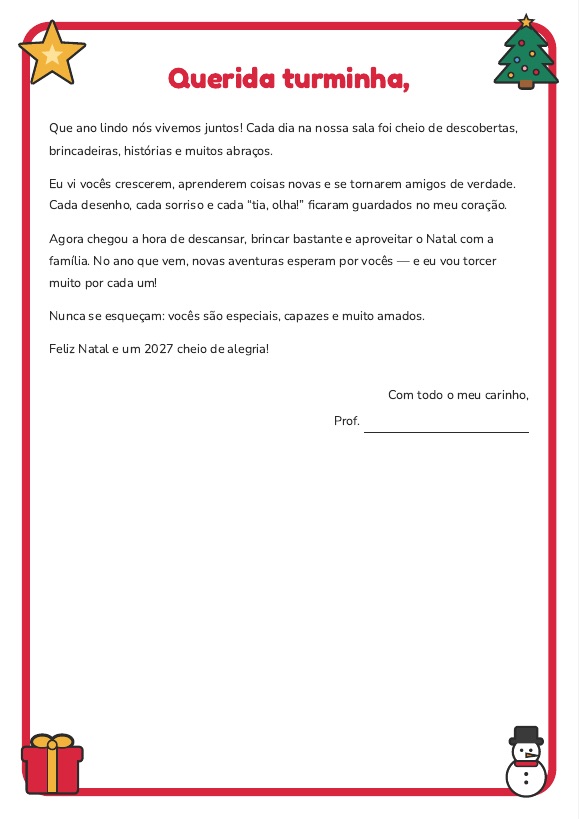 Querida turminha,
Que ano lindo nós vivemos juntos! Cada dia na nossa sala foi cheio de descobertas,
brincadeiras, histórias e muitos abraços.
Eu vi vocês crescerem, aprenderem coisas novas e se tornarem amigos de verdade.
Cada desenho, cada sorriso e cada “tia, olha!” ficaram guardados no meu coração.
Agora chegou a hora de descansar, brincar bastante e aproveitar o Natal com a
família. No ano que vem, novas aventuras esperam por vocês — e eu vou torcer
muito por cada um!
Nunca se esqueçam: vocês são especiais, capazes e muito amados.
Feliz Natal e um 2027 cheio de alegria!
Com todo o meu carinho,
Prof.